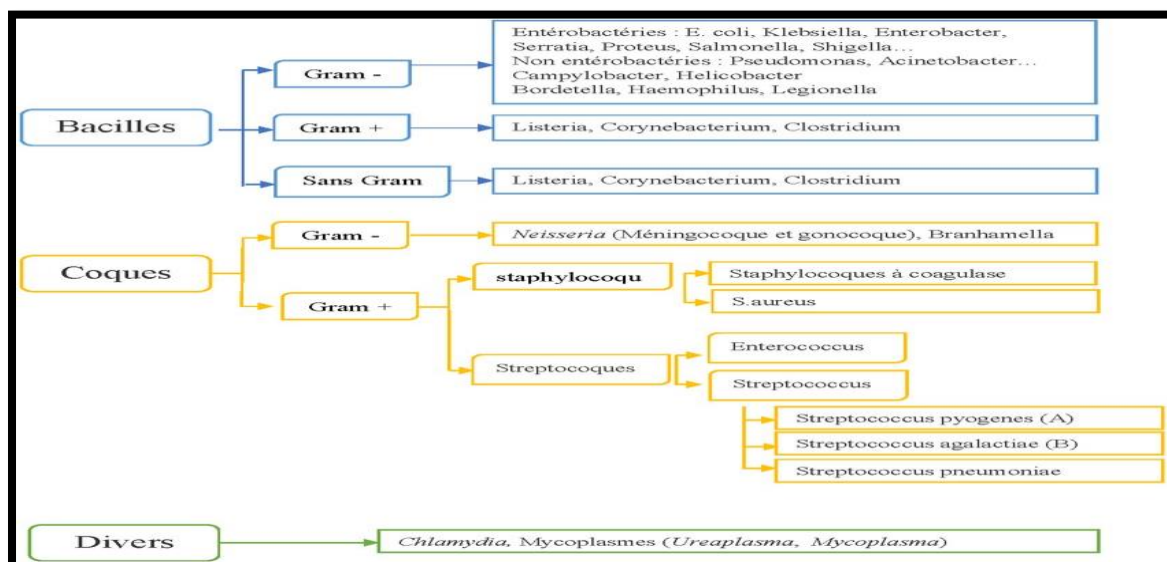 Entérobactéries : E. coli, Klebsiella, Enterobacter,
Serratia, Proteus, Salmonella, Shigella…
Non entérobactéries : Pseudomonas, Acinetobacter…
Campylobacter, Helicobacter
Bordetella, Haemophilus, Legionella
Gram -
Bacilles
Gram +
Listeria, Corynebacterium, Clostridium
Sans Gram
Listeria, Corynebacterium, Clostridium
Gram -
Neisseria (Méningocoque et gonocoque), Branhamella
Coques
Gram +
staphylocoqu
Staphylocoques à coagulase
S.aureus
Streptocoques
Enterococcus
Streptococcus
Streptococcus pyogenes (A)
Streptococcus agalactiae (B)
Streptococcus pneumoniae
Divers
Chlamydia, Mycoplasmes (Ureaplasma, Mycoplasma)